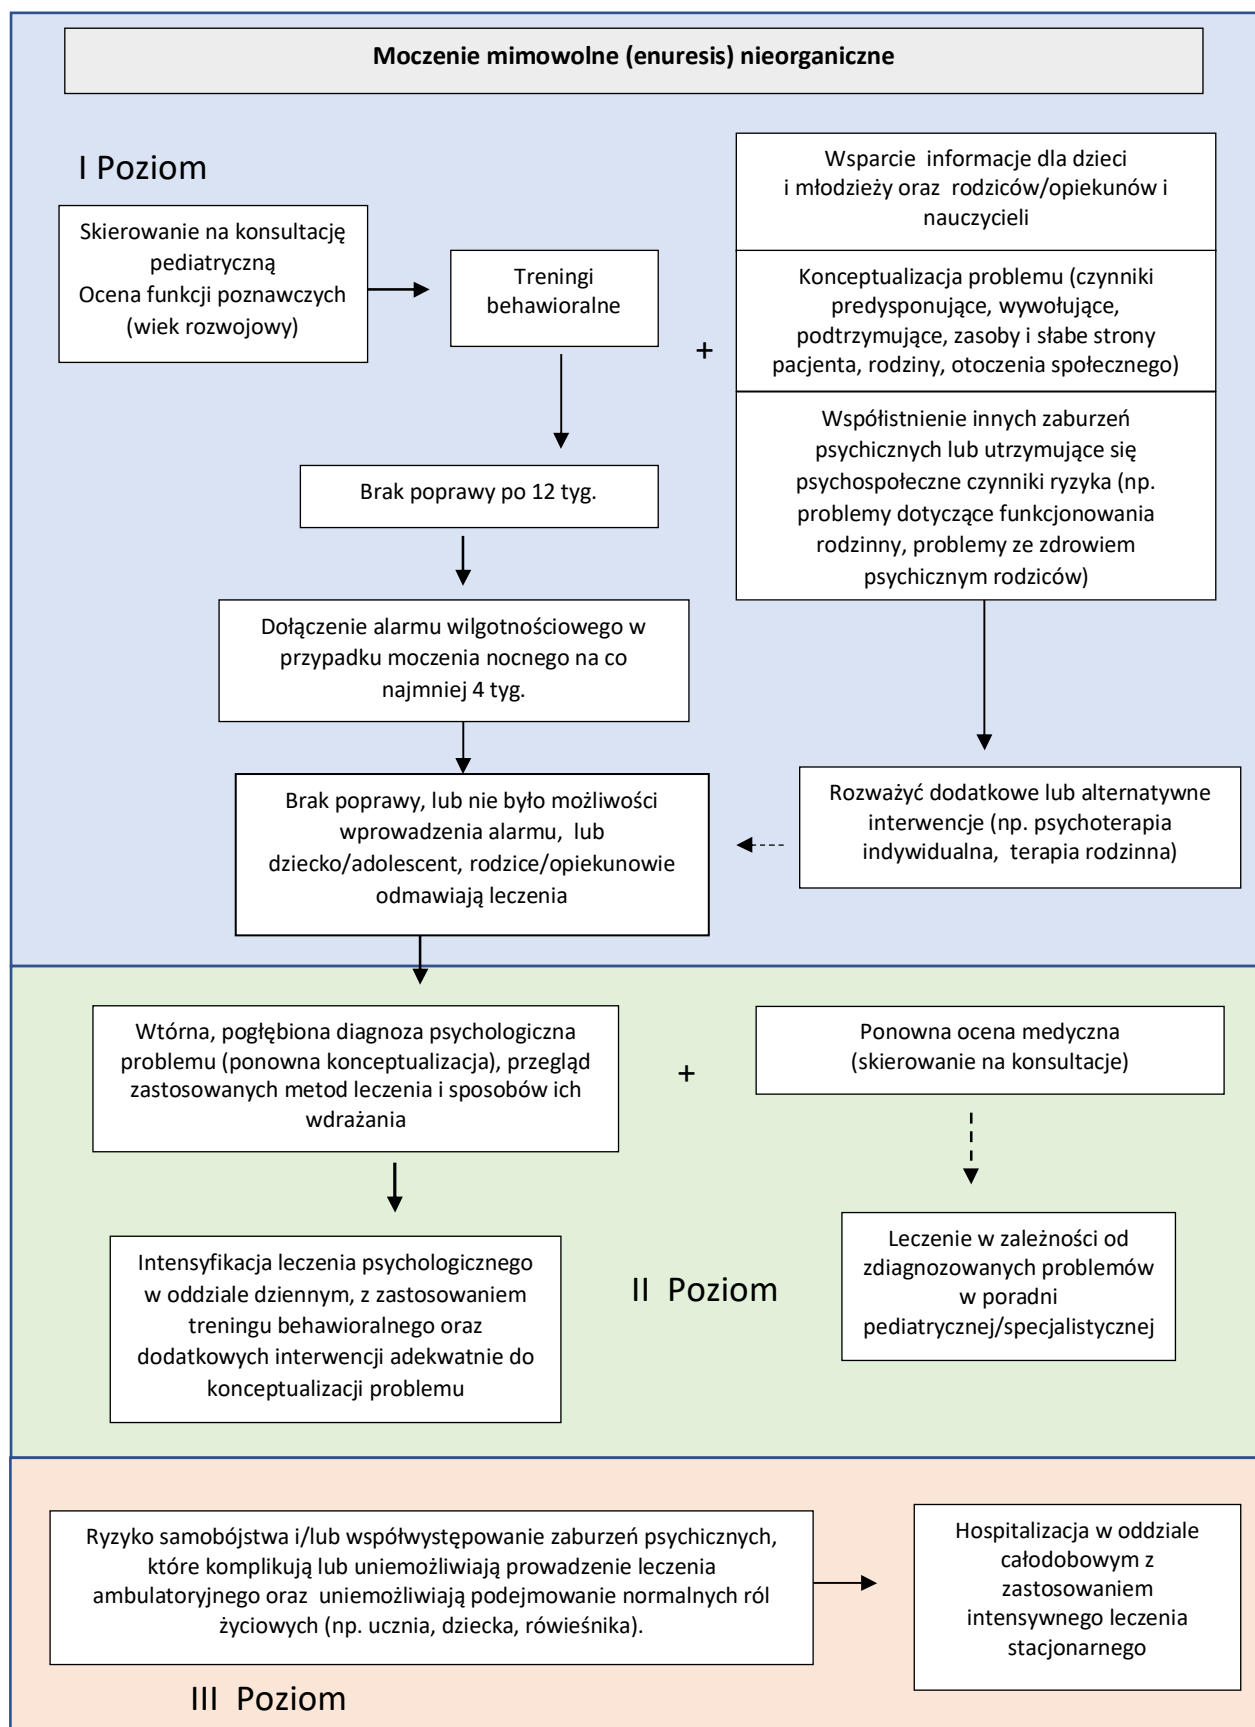 Moczenie mimowolne (enuresis) nieorganiczne
I Poziom
Skierowanie na konsultację
pediatryczną
Ocena funkcji poznawczych
(wiek rozwojowy)
Treningi
behawioralne
+
Wsparcie informacje dla dzieci
i młodzieży oraz rodziców/opiekunów i
nauczycieli
Konceptualizacja problemu (czynniki
predysponujące, wywołujące,
podtrzymujące, zasoby i słabe strony
pacjenta, rodziny, otoczenia społecznego)
Współistnienie innych zaburzeń
psychicznych lub utrzymujące się
psychospołeczne czynniki ryzyka (np.
problemy dotyczące funkcjonowania
rodzinny, problemy ze zdrowiem
psychicznym rodziców)
Brak poprawy po 12 tyg.
Dołączenie alarmu wilgotnościowego w
przypadku moczenia nocnego na co
najmniej 4 tyg.
Brak poprawy, lub nie było możliwości
wprowadzenia alarmu, lub
dziecko/adolescent, rodzice/opiekunowie
odmawiają leczenia
Rozważyć dodatkowe lub alternatywne
interwencje (np. psychoterapia
indywidualna, terapia rodzinna)
Wtórna, pogłębiona diagnoza psychologiczna
problemu (ponowna konceptualizacja), przegląd
zastosowanych metod leczenia i sposobów ich
wdrażania
+
Ponowna ocena medyczna
(skierowanie na konsultacje)
Intensyfikacja leczenia psychologicznego
w oddziale dziennym, z zastosowaniem
treningu behawioralnego oraz
dodatkowych interwencji adekwatnie do
konceptualizacji problemu
II Poziom
Leczenie w zależności od
zdiagnozowanych problemów
w poradni
pediatrycznej/specjalistycznej
Ryzyko samobójstwa i/lub współwystępowanie zaburzeń psychicznych,
które komplikują lub uniemożliwiają prowadzenie leczenia
ambulatoryjnego oraz uniemożliwiają podejmowanie normalnych ról
życiowych (np. ucznia, dziecka, rówieśnika).
Hospitalizacja w oddziale
całodobowym z
zastosowaniem
intensywnego leczenia
stacjonarnego
III Poziom